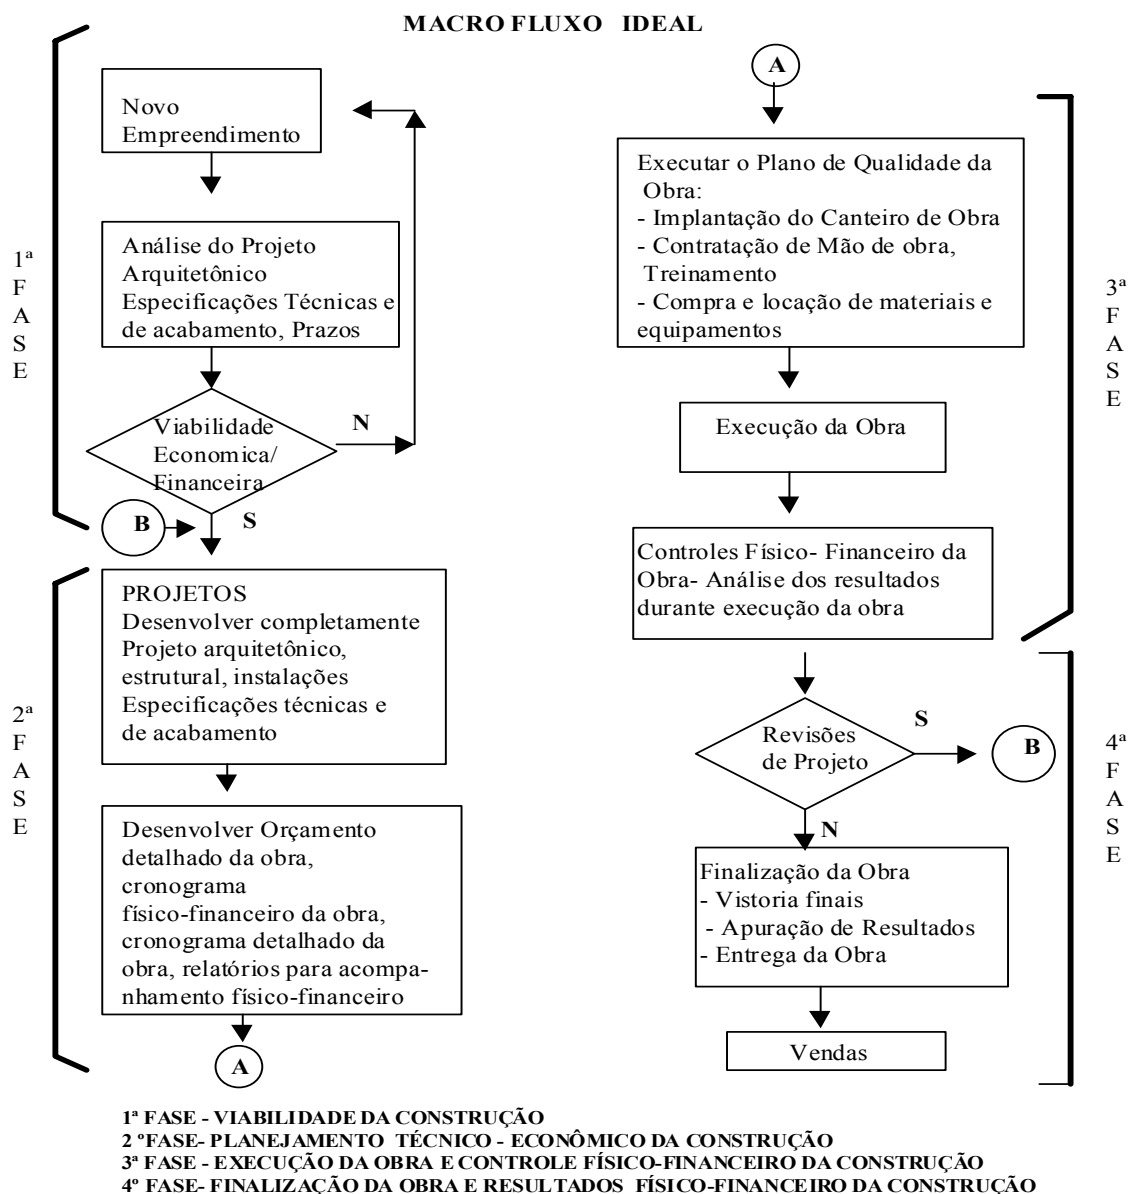 MACRO FLUXO IDEAL
1ª
F
A
S
E
Novo
Empreendimento
Análise do Projeto
Arquitetônico
Especificações Técnicas e
de acabamento, Prazos
Viabilidade
Economica/
Financeira
N
B
S
2ª
F
A
S
E
PROJETOS
Desenvolver completamente
Projeto arquitetônico,
estrutural, instalações
Especificações técnicas e
de acabamento
Desenvolver Orçamento
detalhado da obra,
cronograma
físico-financeiro da obra,
cronograma detalhado da
obra, relatórios para acompa-
nhamento físico-financeiro
A
A
Executar o Plano de Qualidade da
Obra:
- Implantação do Canteiro de Obra
- Contratação de Mão de obra,
Treinamento
- Compra e locação de materiais e
equipamentos
3ª
F
A
S
E
Execução da Obra
Controles Físico- Financeiro da
Obra- Análise dos resultados
durante execução da obra
Revisões
de Projeto
S
B
N
4ª
F
A
S
E
Finalização da Obra
- Vistoria finais
- Apuração de Resultados
- Entrega da Obra
Vendas
1ª FASE - VIABILIDADE DA CONSTRUÇÃO
2 ºFASE- PLANEJAMENTO TÉCNICO - ECONÔMICO DA CONSTRUÇÃO
3ª FASE - EXECUÇÃO DA OBRA E CONTROLE FÍSICO-FINANCEIRO DA CONSTRUÇÃO
4º FASE- FINALIZAÇÃO DA OBRA E RESULTADOS FÍSICO-FINANCEIRO DA CONSTRUÇÃO